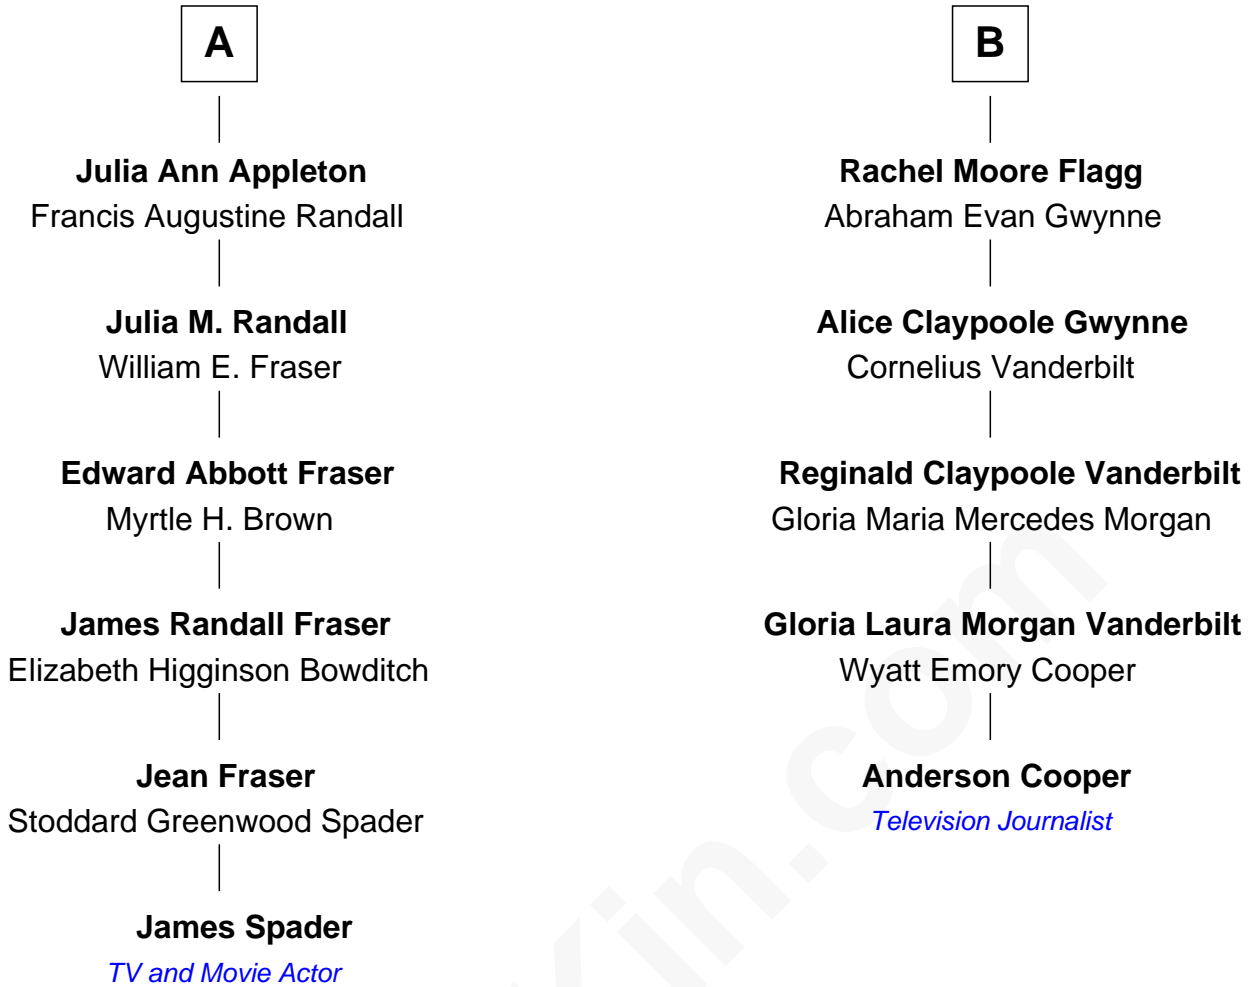 A
Julia Ann Appleton
Francis Augustine Randall
Julia M. Randall
William E. Fraser
Edward Abbott Fraser
Myrtle H. Brown
James Randall Fraser
Elizabeth Higginson Bowditch
Jean Fraser
Stoddard Greenwood Spader
James Spader
TV and Movie Actor
B
Rachel Moore Flagg
Abraham Evan Gwynne
Alice Claypoole Gwynne
Cornelius Vanderbilt
Reginald Claypoole Vanderbilt
Gloria Maria Mercedes Morgan
Gloria Laura Morgan Vanderbilt
Wyatt Emory Cooper
Anderson Cooper
Television Journalist
Kin.com